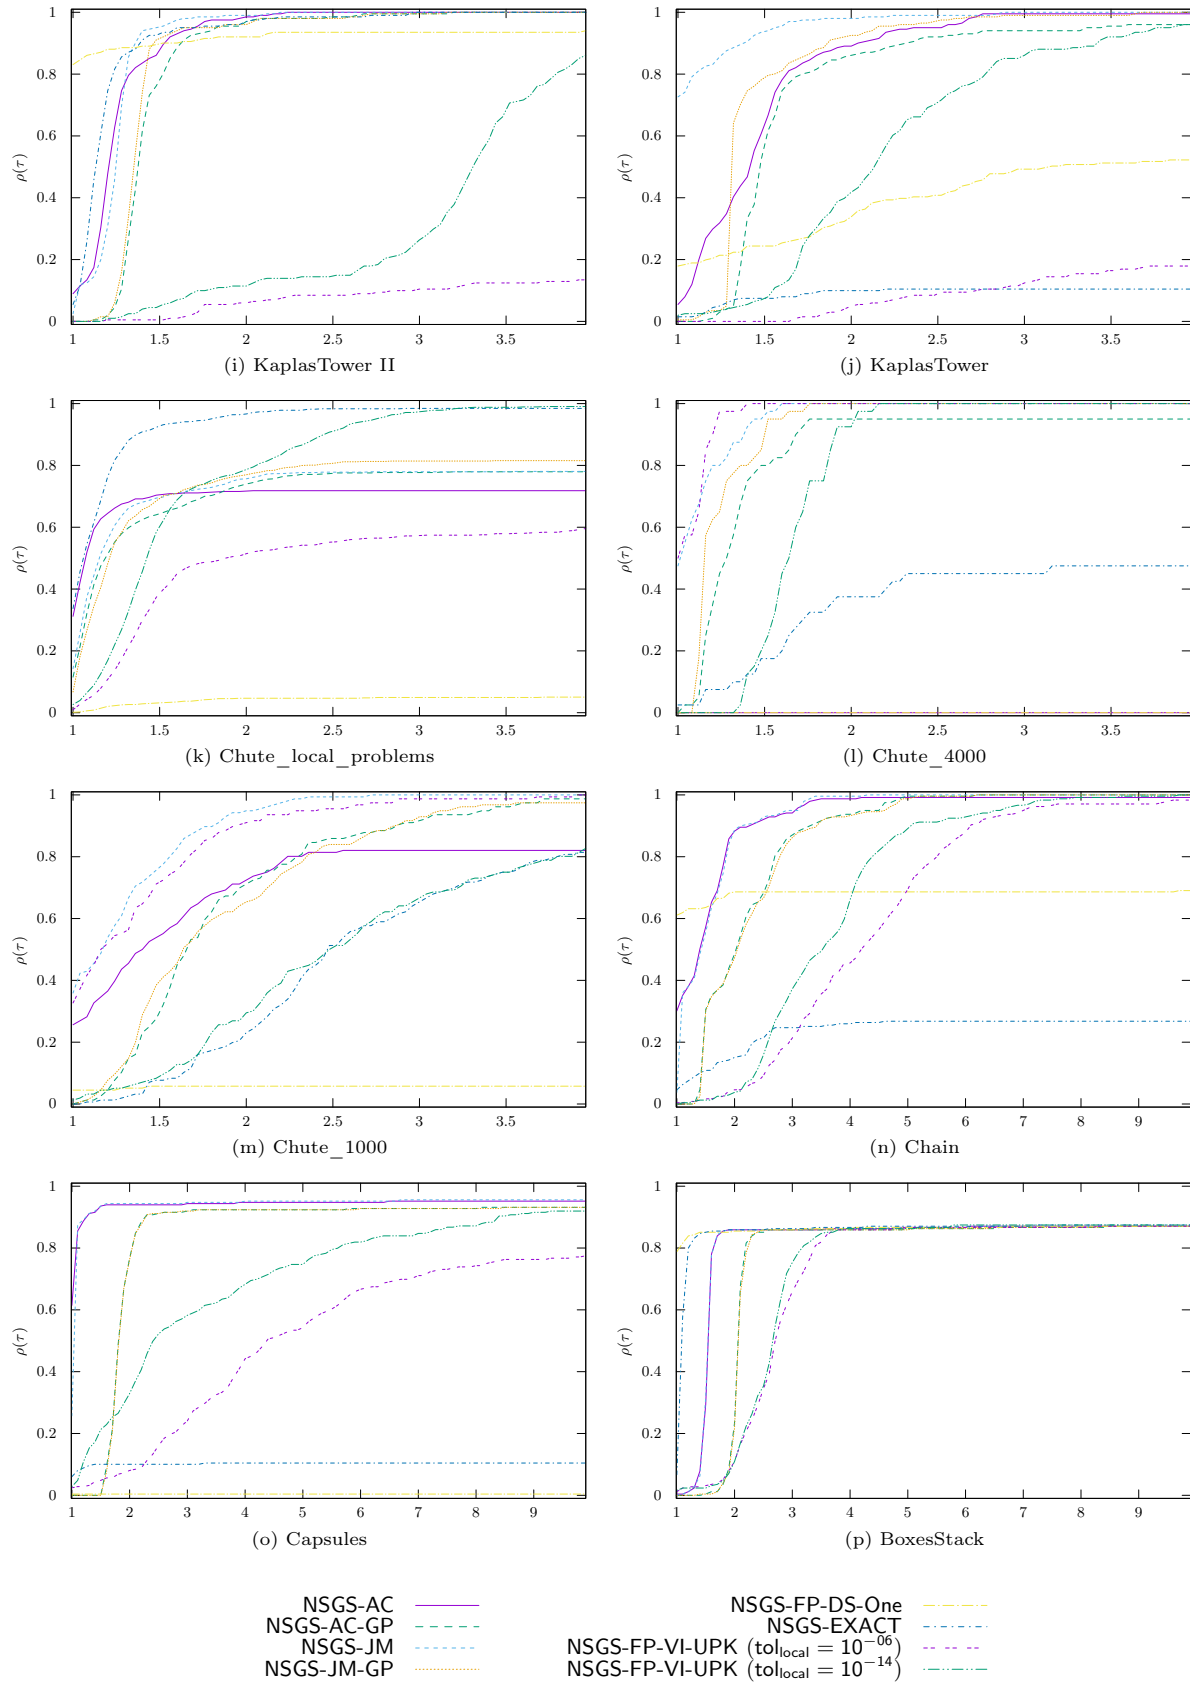 1
0.8
0.6
0.4
0.2
0
ρ(τ)
1 1.5 2 2.5 3 3.5
(i) KaplasTower II
1
0.8
0.6
0.4
0.2
0
ρ(τ)
1 1.5 2 2.5 3 3.5
(j) KaplasTower
1
0.8
0.6
0.4
0.2
0
ρ(τ)
1 1.5 2 2.5 3 3.5
(k) Chute_local_problems
1
0.8
0.6
0.4
0.2
0
ρ(τ)
1 1.5 2 2.5 3 3.5
(l) Chute_4000
1
0.8
0.6
0.4
0.2
0
ρ(τ)
1 1.5 2 2.5 3 3.5
(m) Chute_1000
1
0.8
0.6
0.4
0.2
0
ρ(τ)
1 2 3 4 5 6 7 8 9
(n) Chain
1
0.8
0.6
0.4
0.2
0
ρ(τ)
1 2 3 4 5 6 7 8 9
(o) Capsules
1
0.8
0.6
0.4
0.2
0
ρ(τ)
1 2 3 4 5 6 7 8 9
(p) BoxesStack
NSGS-AC
NSGS-AC-GP
NSGS-JM
NSGS-JM-GP
NSGS-FP-DS-One
NSGS-EXACT
NSGS-FP-VI-UPK (tol_local = 10^−06)
NSGS-FP-VI-UPK (tol_local = 10^−14)